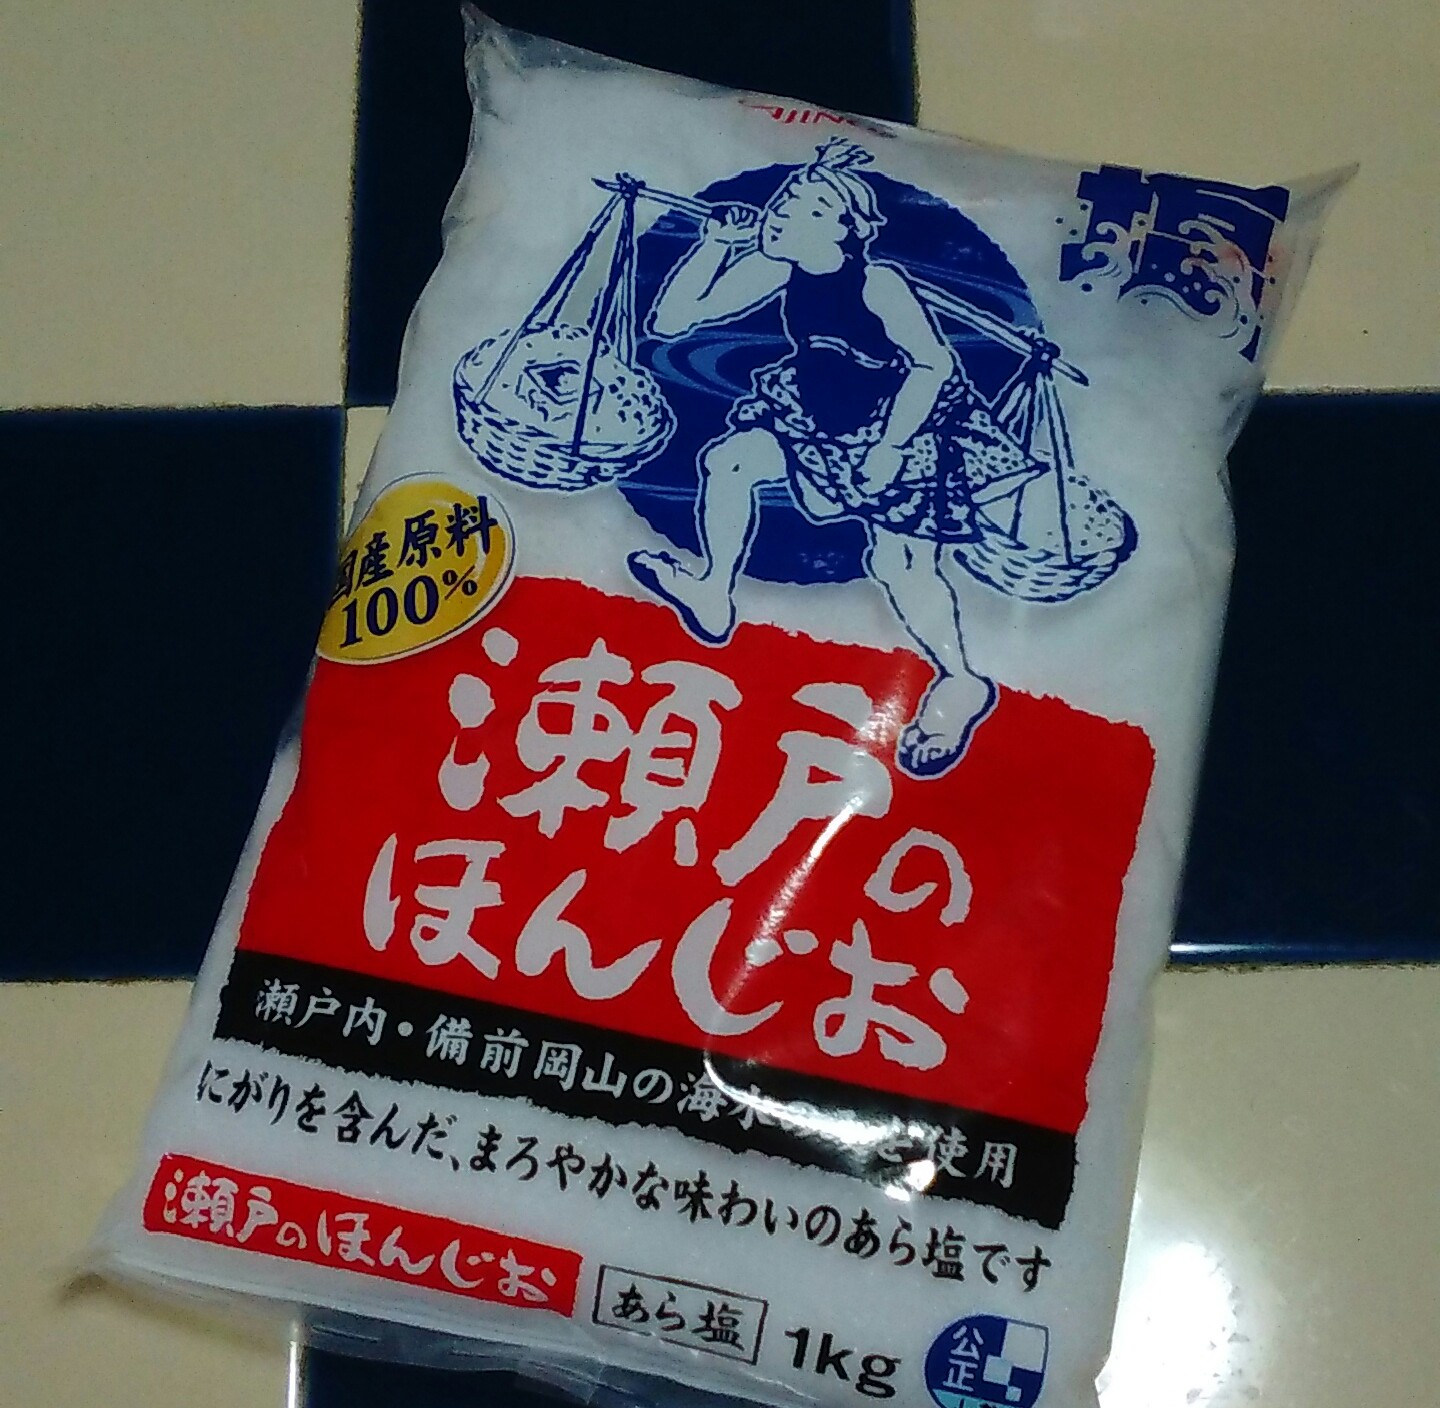 国産原料
100%
瀬戸の
ほんじお
瀬戸内・備前岡山の海水のみを使用
にがりを含んだ、まろやかな味わいのあら塩です
瀬戸のほんじお
あら塩
1kg
公正